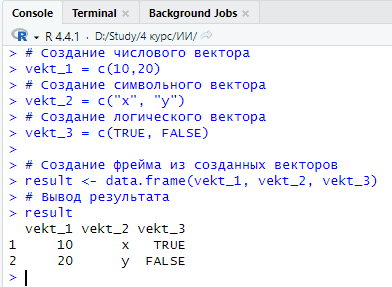 Console Terminal × Background Jobs ×
R 4.4.1 · D:/Study/4 курс/ИИ/
> # Создание числового вектора
> vekt_1 = c(10,20)
> # Создание символьного вектора
> vekt_2 = c("x", "y")
> # Создание логического вектора
> vekt_3 = c(TRUE, FALSE)
>
> # Создание фрейма из созданных векторов
> result <- data.frame(vekt_1, vekt_2, vekt_3)
> # Вывод результата
> result
  vekt_1 vekt_2 vekt_3
1     10      x   TRUE
2     20      y  FALSE
>